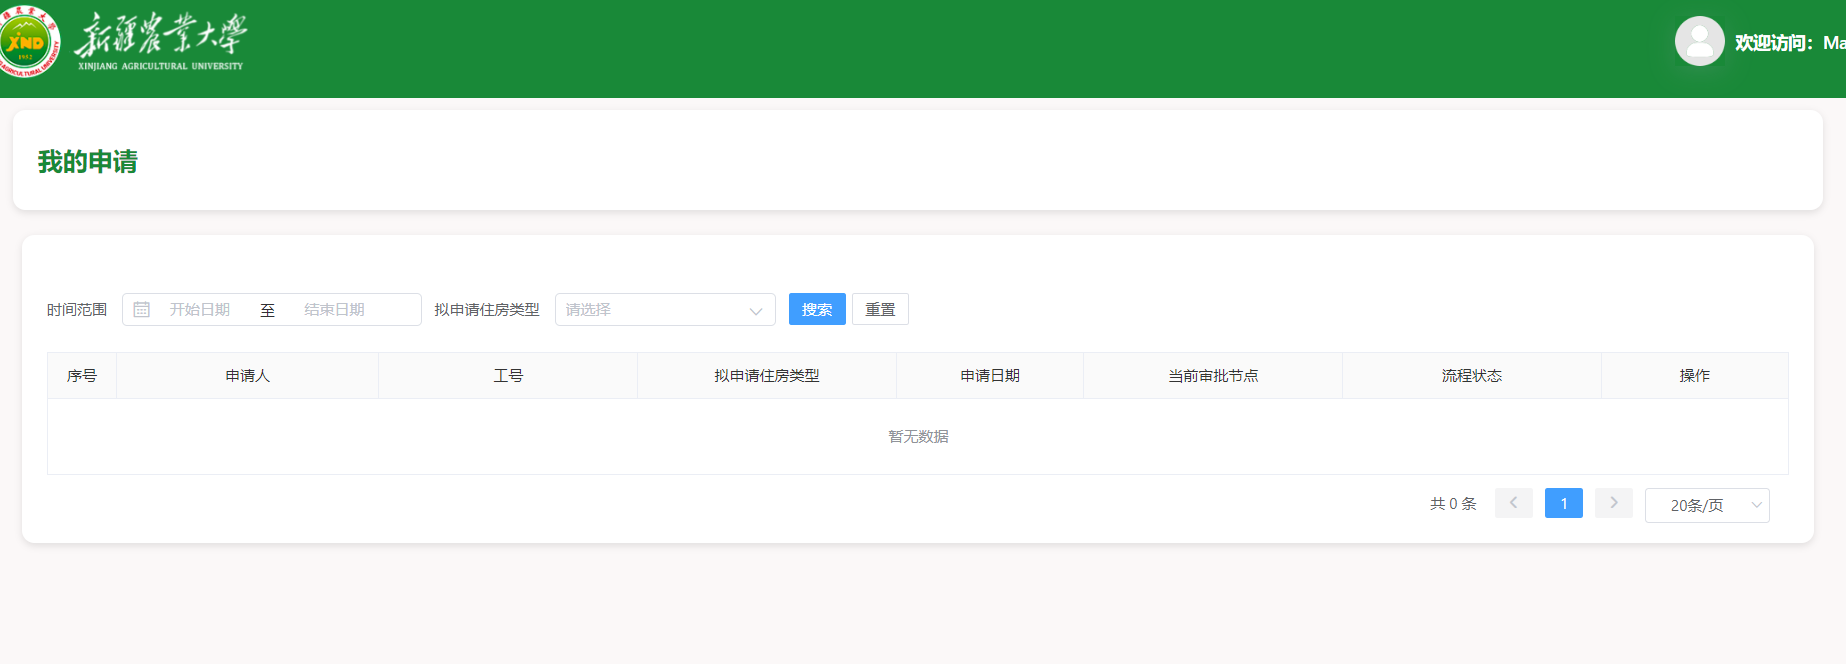 新疆农业大学
XINJIANG AGRICULTURAL UNIVERSITY
XND
1952
欢迎访问：Ma
我的申请
时间范围 开始日期 至 结束日期 拟申请住房类型 请选择 搜索 重置
序号 申请人 工号 拟申请住房类型 申请日期 当前审批节点 流程状态 操作
暂无数据
共 0 条 1 20条/页